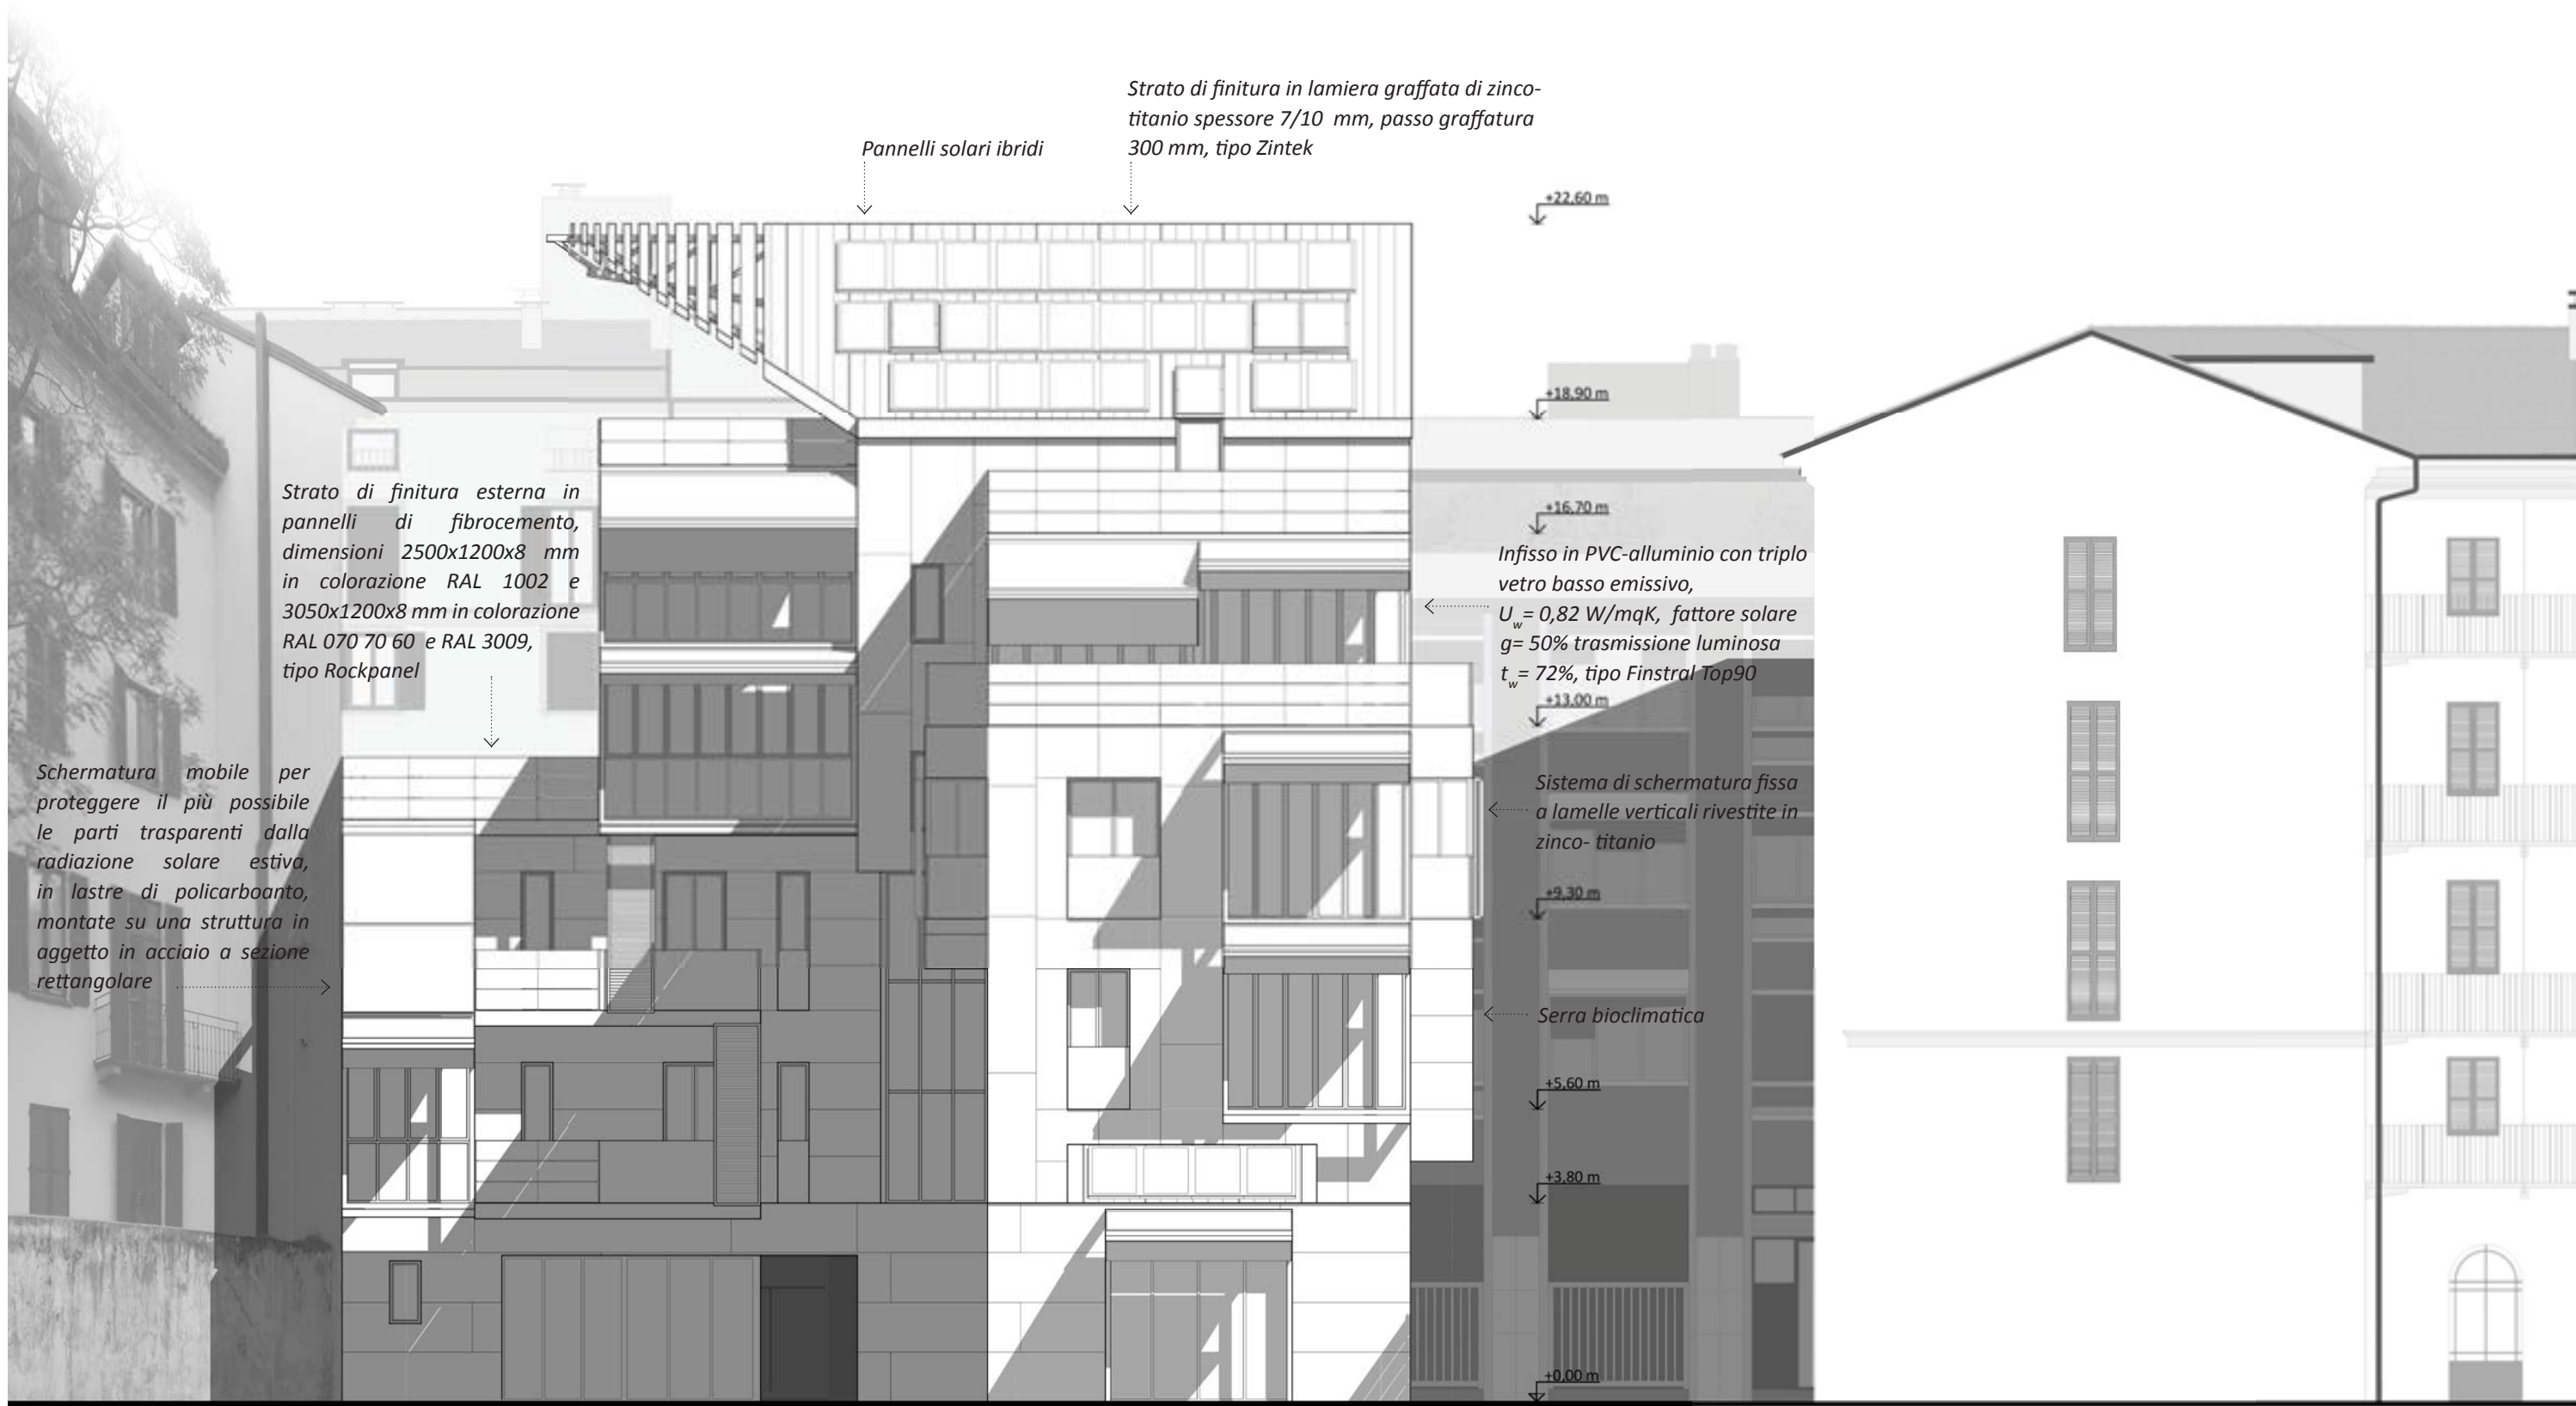 Strato di finitura in lamiera graffata di zinco-
titanio spessore 7/10 mm, passo graffatura
300 mm, tipo Zintek
Pannelli solari ibridi
+22,60 m
+18,90 m
+16,70 m
Strato di finitura esterna in
pannelli di fibrocemento,
dimensioni 2500x1200x8 mm
in colorazione RAL 1002 e
3050x1200x8 mm in colorazione
RAL 070 70 60 e RAL 3009,
tipo Rockpanel
Infisso in PVC-alluminio con triplo
vetro basso emissivo,
U_w= 0,82 W/mqK, fattore solare
g= 50% trasmissione luminosa
t_w= 72%, tipo Finstral Top90
+13,00 m
Schermatura mobile per
proteggere il più possibile
le parti trasparenti dalla
radiazione solare estiva,
in lastre di policarboanto,
montate su una struttura in
aggetto in acciaio a sezione
rettangolare
Sistema di schermatura fissa
a lamelle verticali rivestite in
zinco- titanio
+9,30 m
Serra bioclimatica
+5,60 m
+3,80 m
+0,00 m